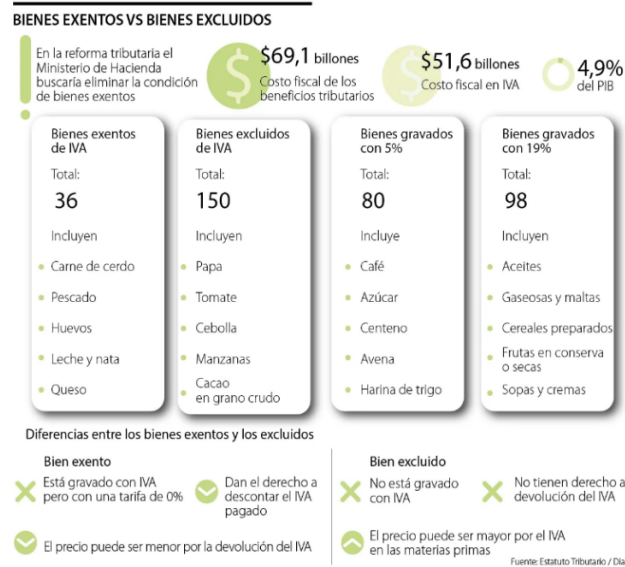 BIENES EXENTOS VS BIENES EXCLUIDOS
En la reforma tributaria el
Ministerio de Hacienda
buscaría eliminar la condición
de bienes exentos
$69,1 billones
Costo fiscal de los
beneficios tributarios
$51,6 billones
Costo fiscal en IVA
4,9%
del PIB
Bienes exentos
de IVA
Total:
36
Incluyen
Carne de cerdo
Pescado
Huevos
Leche y nata
Queso
Bienes excluidos
de IVA
Total:
150
Incluyen
Papa
Tomate
Cebolla
Manzanas
Cacao
en grano crudo
Bienes gravados
con 5%
Total:
80
Incluye
Café
Azúcar
Centeno
Avena
Harina de trigo
Bienes gravados
con 19%
Total:
98
Incluyen
Aceites
Gaseosas y maltas
Cereales preparados
Frutas en conserva
o secas
Sopas y cremas
Diferencias entre los bienes exentos y los excluidos
Bien exento
Está gravado con IVA
pero con una tarifa de 0%
Dan el derecho a
descontar el IVA
pagado
El precio puede ser menor por la devolución del IVA
Bien excluido
No está gravado
con IVA
No tienen derecho a
devolución del IVA
El precio puede ser mayor por el IVA
en las materias primas
Fuente: Estatuto Tributario / Dia